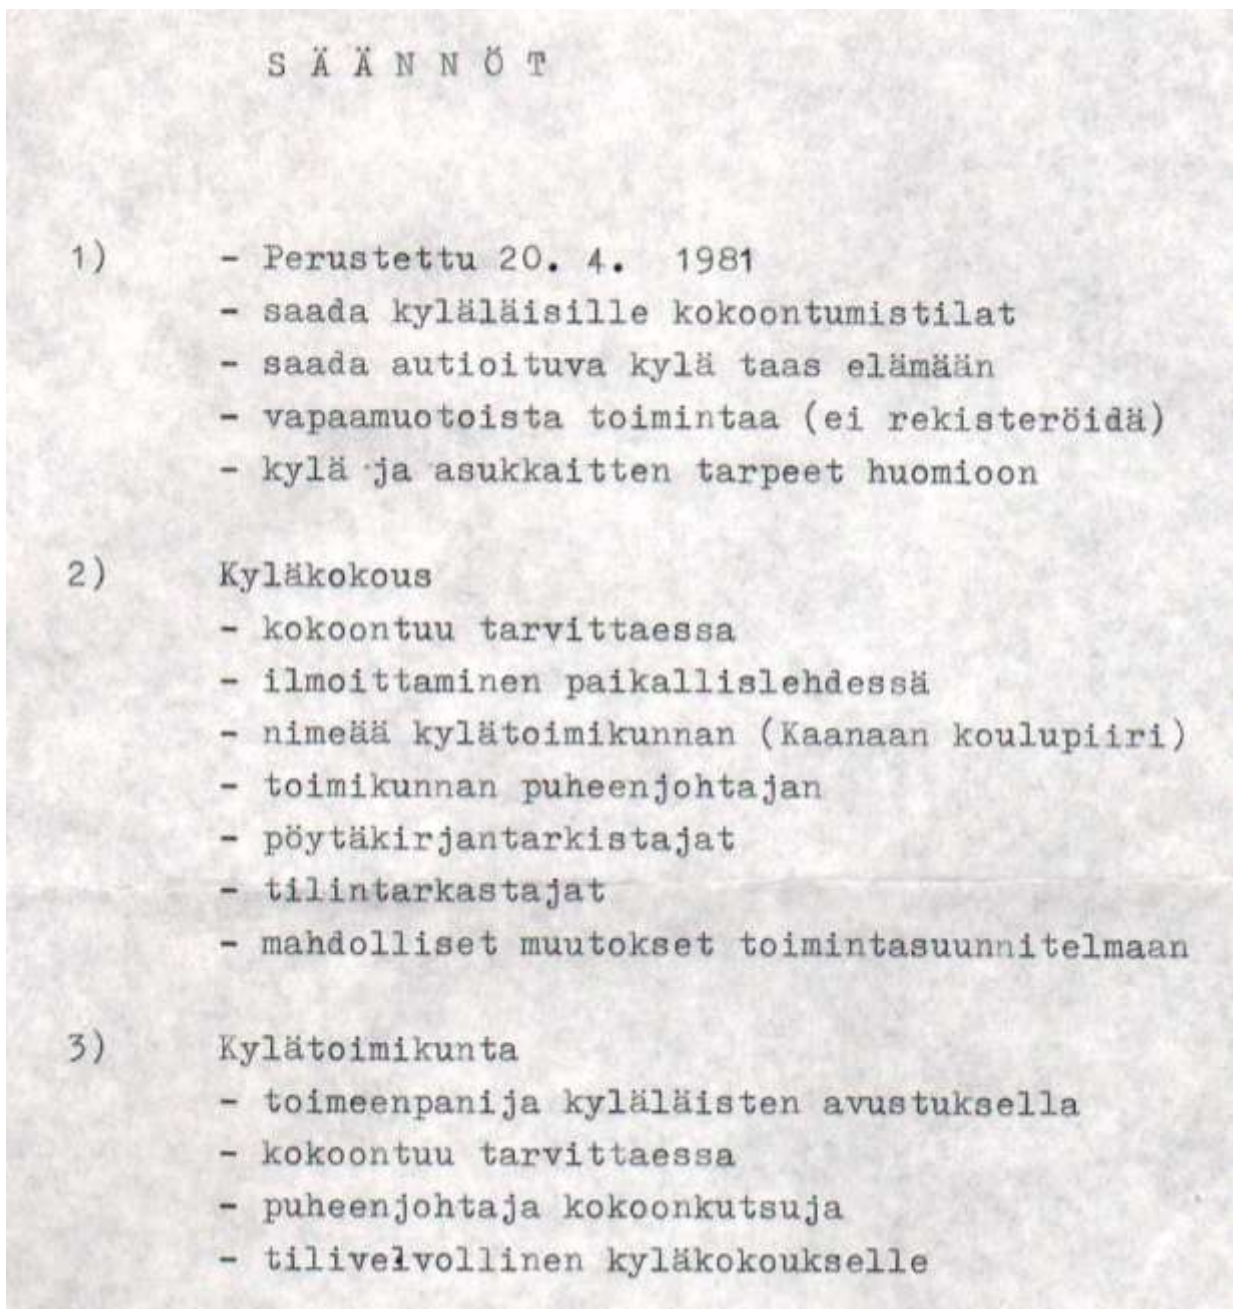 S Ä Ä N N Ö T
1) - Perustettu 20. 4. 1981
- saada kyläläisille kokoontumistilat
- saada autioituva kylä taas elämään
- vapaamuotoista toimintaa (ei rekisteröidä)
- kylä ja asukkaitten tarpeet huomioon
2) Kyläkokous
- kokoontuu tarvittaessa
- ilmoittaminen paikallislehdessä
- nimeää kylätoimikunnan (Kaanaan koulupiiri)
- toimikunnan puheenjohtajan
- pöytäkirjantarkistajat
- tilintarkastajat
- mahdolliset muutokset toimintasuunnitelmaan
3) Kylätoimikunta
- toimeenpanija kyläläisten avustuksella
- kokoontuu tarvittaessa
- puheenjohtaja kokoonkutsuja
- tilivelvollinen kyläkokoukselle